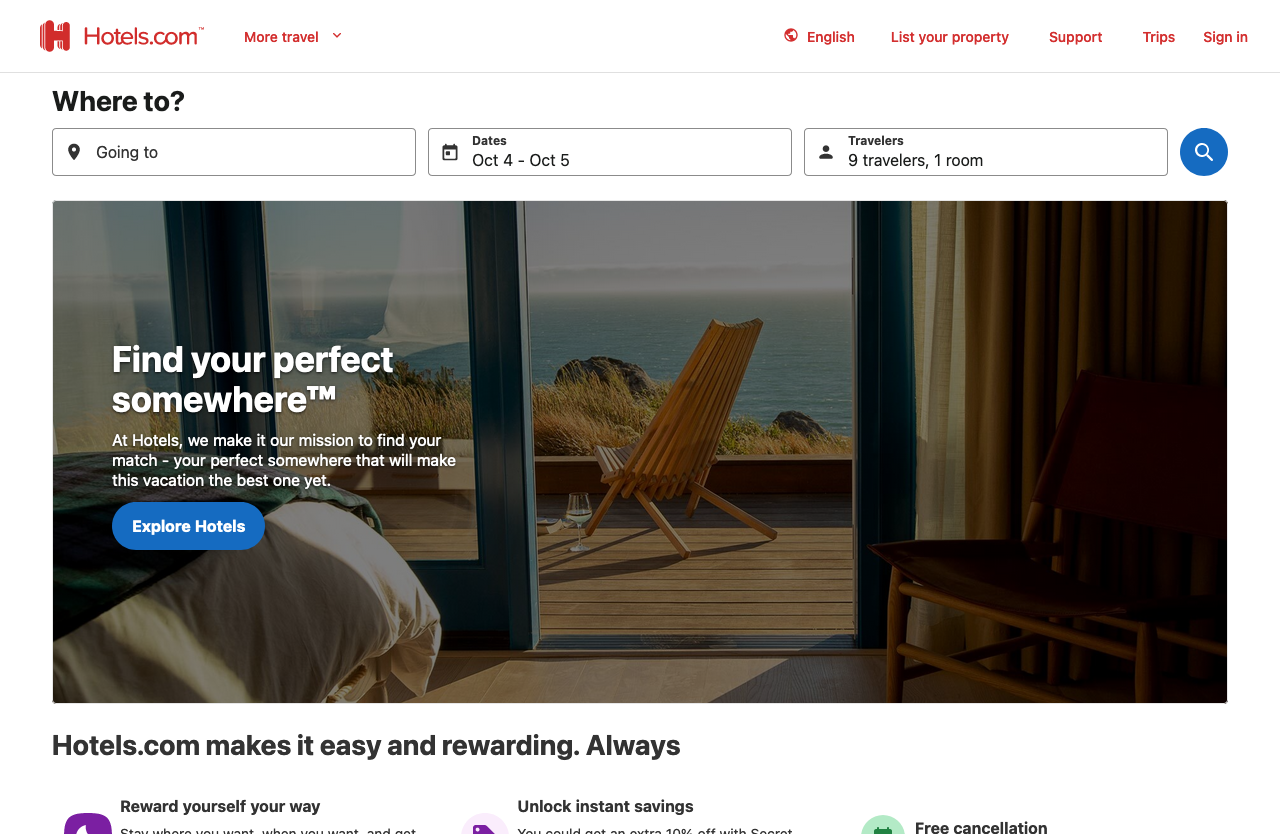 Hotels.com™
More travel
English
List your property
Support
Trips
Sign in
Where to?
Going to
Dates
Oct 4 - Oct 5
Travelers
9 travelers, 1 room
Find your perfect
somewhere™
At Hotels, we make it our mission to find your
match - your perfect somewhere that will make
this vacation the best one yet.
Explore Hotels
Hotels.com makes it easy and rewarding. Always
Reward yourself your way
Stay where you want, when you want, and get
Unlock instant savings
You could get an extra 10% off with Secret
Free cancellation